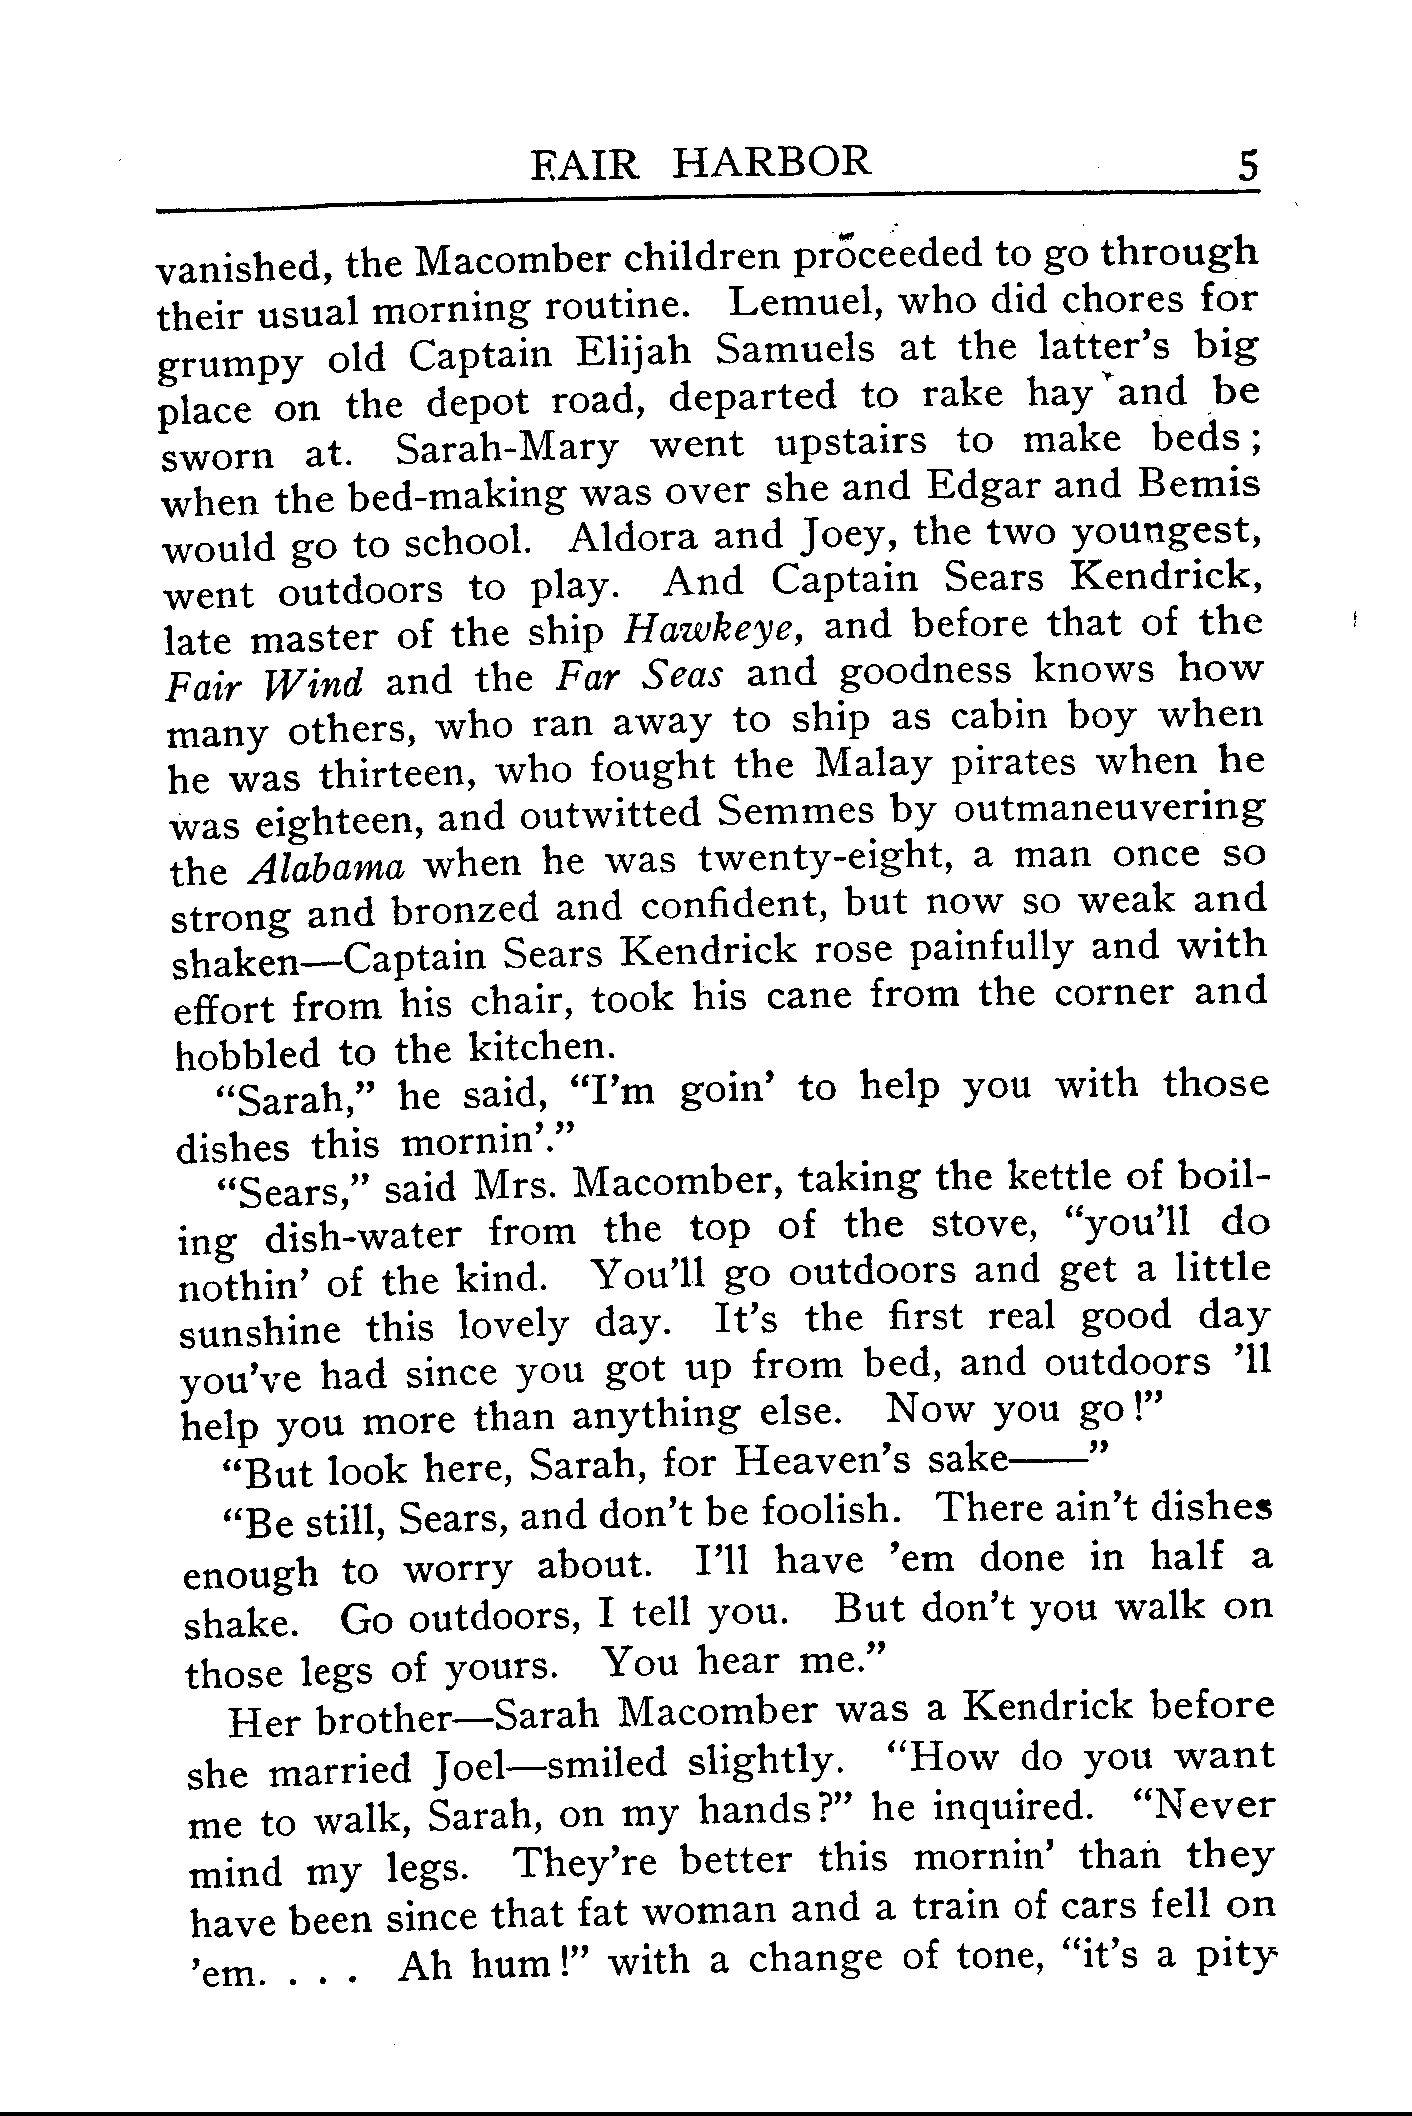 FAIR HARBOR 5
vanished, the Macomber children proceeded to go through
their usual morning routine. Lemuel, who did chores for
grumpy old Captain Elijah Samuels at the latter's big
place on the depot road, departed to rake hay and be
sworn at. Sarah-Mary went upstairs to make beds;
when the bed-making was over she and Edgar and Bemis
would go to school. Aldora and Joey, the two youngest,
went outdoors to play. And Captain Sears Kendrick,
late master of the ship Hawkeye, and before that of the
Fair Wind and the Far Seas and goodness knows how
many others, who ran away to ship as cabin boy when
he was thirteen, who fought the Malay pirates when he
was eighteen, and outwitted Semmes by outmaneuvering
the Alabama when he was twenty-eight, a man once so
strong and bronzed and confident, but now so weak and
shaken—Captain Sears Kendrick rose painfully and with
effort from his chair, took his cane from the corner and
hobbled to the kitchen.
“Sarah,” he said, “I'm goin' to help you with those
dishes this mornin'.”
“Sears,” said Mrs. Macomber, taking the kettle of boil-
ing dish-water from the top of the stove, “you'll do
nothin' of the kind. You'll go outdoors and get a little
sunshine this lovely day. It's the first real good day
you've had since you got up from bed, and outdoors 'll
help you more than anything else. Now you go!”
“But look here, Sarah, for Heaven's sake——”
“Be still, Sears, and don't be foolish. There ain't dishes
enough to worry about. I'll have 'em done in half a
shake. Go outdoors, I tell you. But don't you walk on
those legs of yours. You hear me.”
Her brother—Sarah Macomber was a Kendrick before
she married Joel—smiled slightly. “How do you want
me to walk, Sarah, on my hands?” he inquired. “Never
mind my legs. They're better this mornin' than they
have been since that fat woman and a train of cars fell on
'em. . . . Ah hum!” with a change of tone, “it's a pity